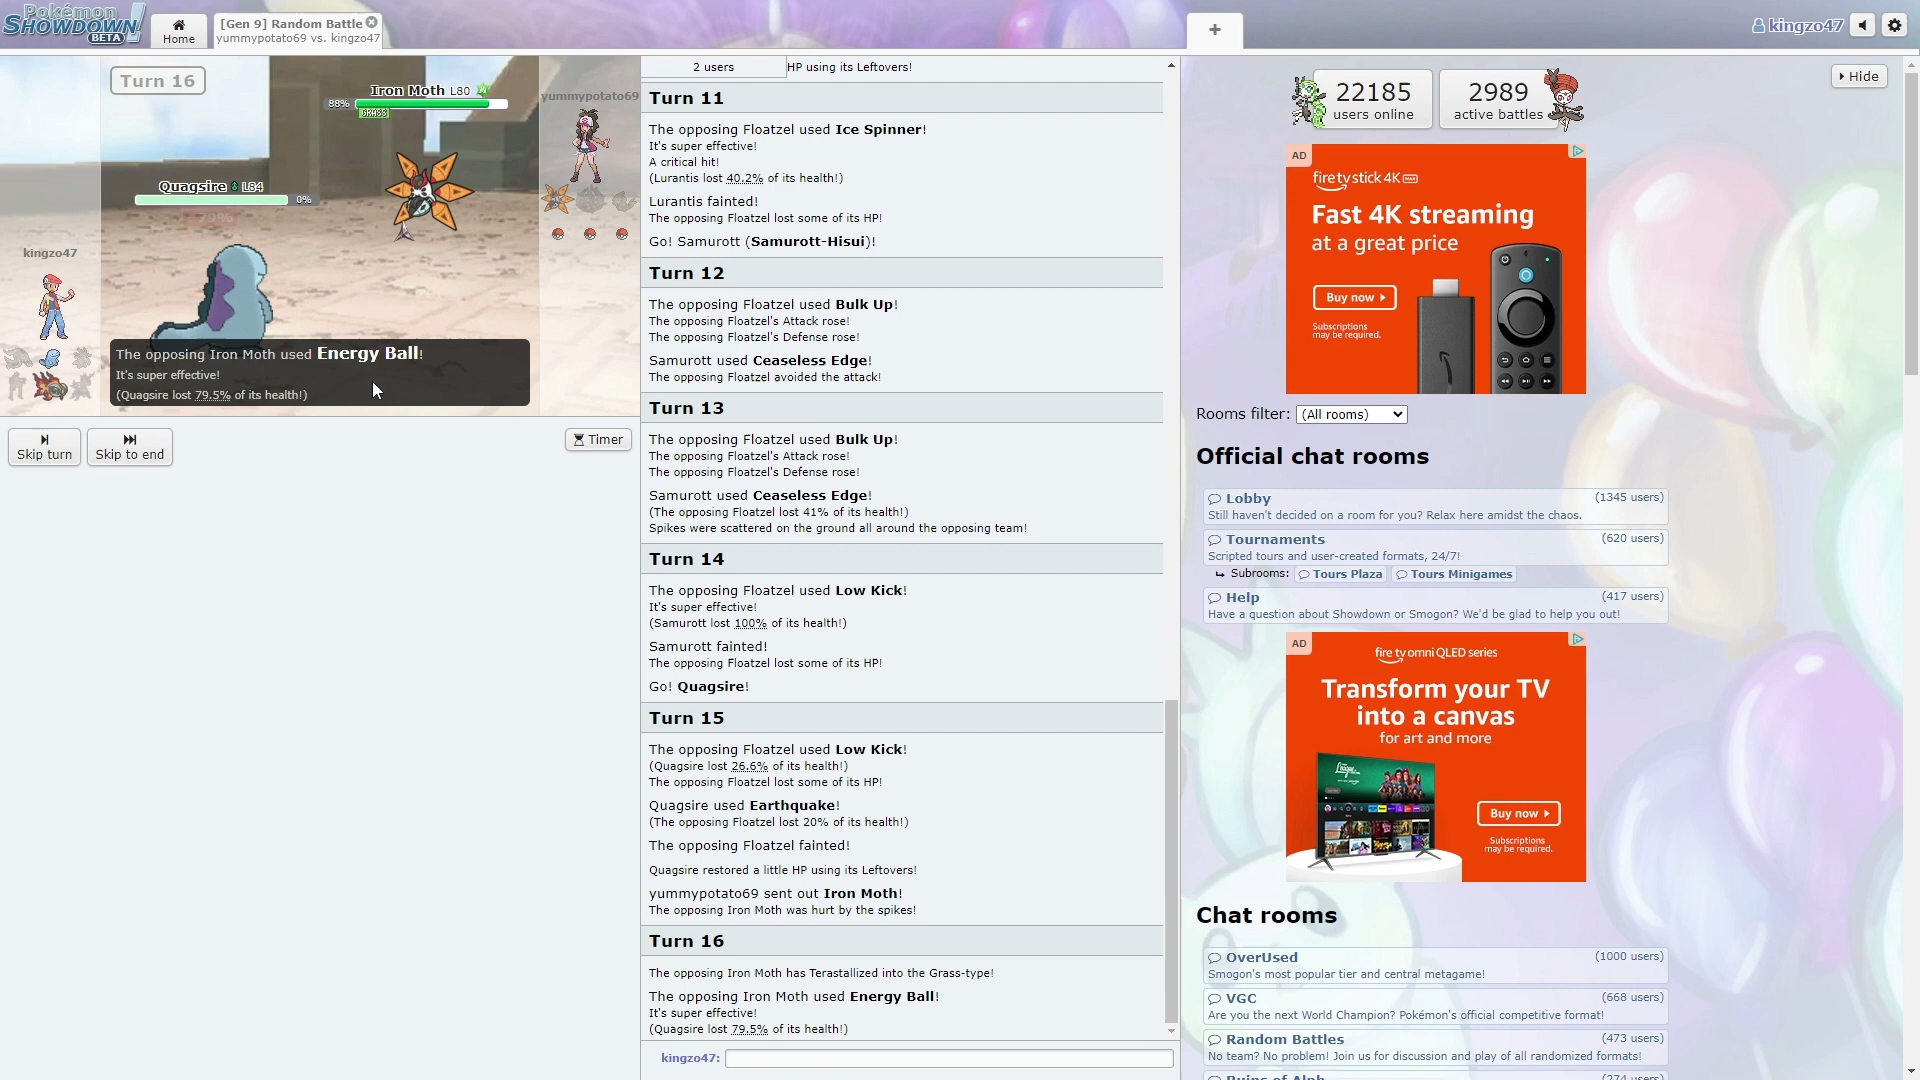 Pokémon
SHOWDOWN!
BETA
Home
[Gen 9] Random Battle
yummypotato69 vs. kingzo47
+
kingzo47
Turn 16
Iron Moth L80
88%
GRASS
Quagsire L84
0%
kingzo47
yummypotato69
The opposing Iron Moth used Energy Ball!
It's super effective!
(Quagsire lost 79.5% of its health!)
Skip turn
Skip to end
Timer
2 users
HP using its Leftovers!
Turn 11
The opposing Floatzel used Ice Spinner!
It's super effective!
A critical hit!
(Lurantis lost 40.2% of its health!)
Lurantis fainted!
The opposing Floatzel lost some of its HP!
Go! Samurott (Samurott-Hisui)!
Turn 12
The opposing Floatzel used Bulk Up!
The opposing Floatzel's Attack rose!
The opposing Floatzel's Defense rose!
Samurott used Ceaseless Edge!
The opposing Floatzel avoided the attack!
Turn 13
The opposing Floatzel used Bulk Up!
The opposing Floatzel's Attack rose!
The opposing Floatzel's Defense rose!
Samurott used Ceaseless Edge!
(The opposing Floatzel lost 41% of its health!)
Spikes were scattered on the ground all around the opposing team!
Turn 14
The opposing Floatzel used Low Kick!
It's super effective!
(Samurott lost 100% of its health!)
Samurott fainted!
The opposing Floatzel lost some of its HP!
Go! Quagsire!
Turn 15
The opposing Floatzel used Low Kick!
(Quagsire lost 26.6% of its health!)
The opposing Floatzel lost some of its HP!
Quagsire used Earthquake!
(The opposing Floatzel lost 20% of its health!)
The opposing Floatzel fainted!
Quagsire restored a little HP using its Leftovers!
yummypotato69 sent out Iron Moth!
The opposing Iron Moth was hurt by the spikes!
Turn 16
The opposing Iron Moth has Terastallized into the Grass-type!
The opposing Iron Moth used Energy Ball!
It's super effective!
(Quagsire lost 79.5% of its health!)
kingzo47:
Hide
22185
users online
2989
active battles
AD
fire tv stick 4K MAX
Fast 4K streaming
at a great price
Buy now
Subscriptions
may be required.
Rooms filter: (All rooms)
Official chat rooms
Lobby
(1345 users)
Still haven't decided on a room for you? Relax here amidst the chaos.
Tournaments
(620 users)
Scripted tours and user-created formats, 24/7!
Subrooms: Tours Plaza Tours Minigames
Help
(417 users)
Have a question about Showdown or Smogon? We'd be glad to help you out!
AD
fire tv omni QLED series
Transform your TV
into a canvas
for art and more
Buy now
Subscriptions
may be required.
Chat rooms
OverUsed
(1000 users)
Smogon's most popular tier and central metagame!
VGC
(668 users)
Are you the next World Champion? Pokémon's official competitive format!
Random Battles
(473 users)
No team? No problem! Join us for discussion and play of all randomized formats!
Ruins of Alph
(274 users)